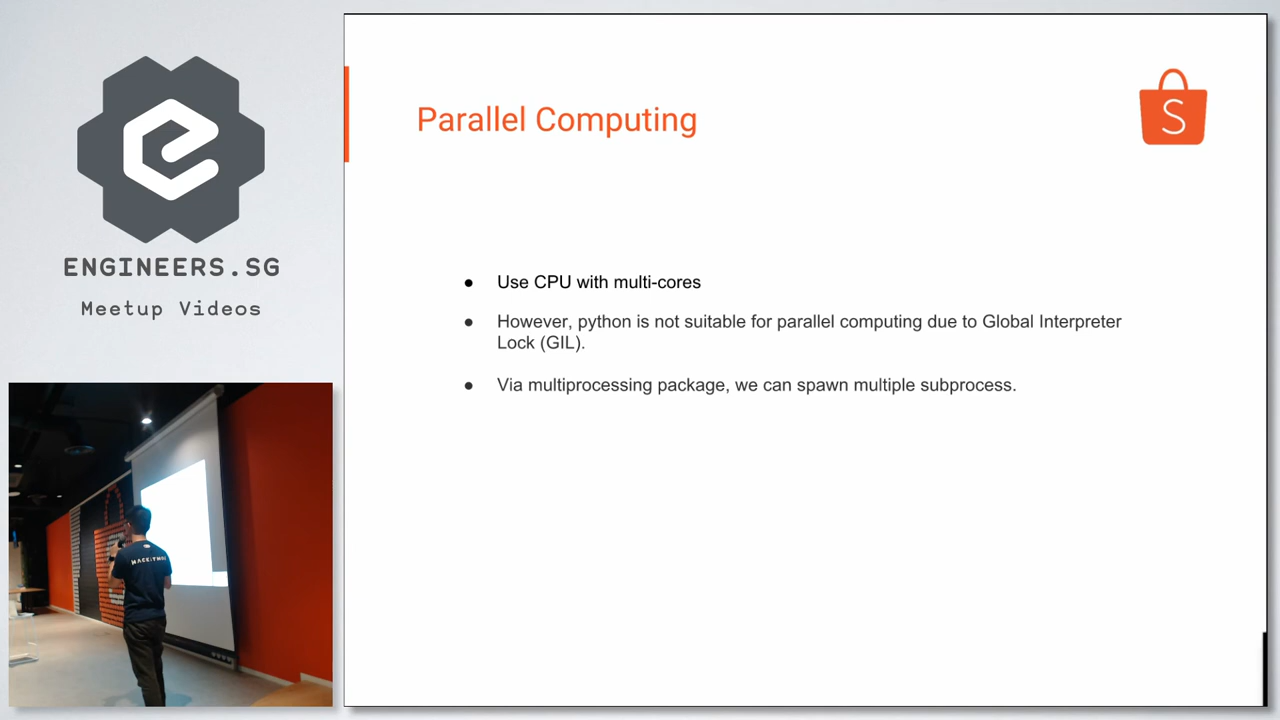 ENGINEERS.SG
Meetup Videos
Parallel Computing
S
● Use CPU with multi-cores
● However, python is not suitable for parallel computing due to Global Interpreter
Lock (GIL).
● Via multiprocessing package, we can spawn multiple subprocess.